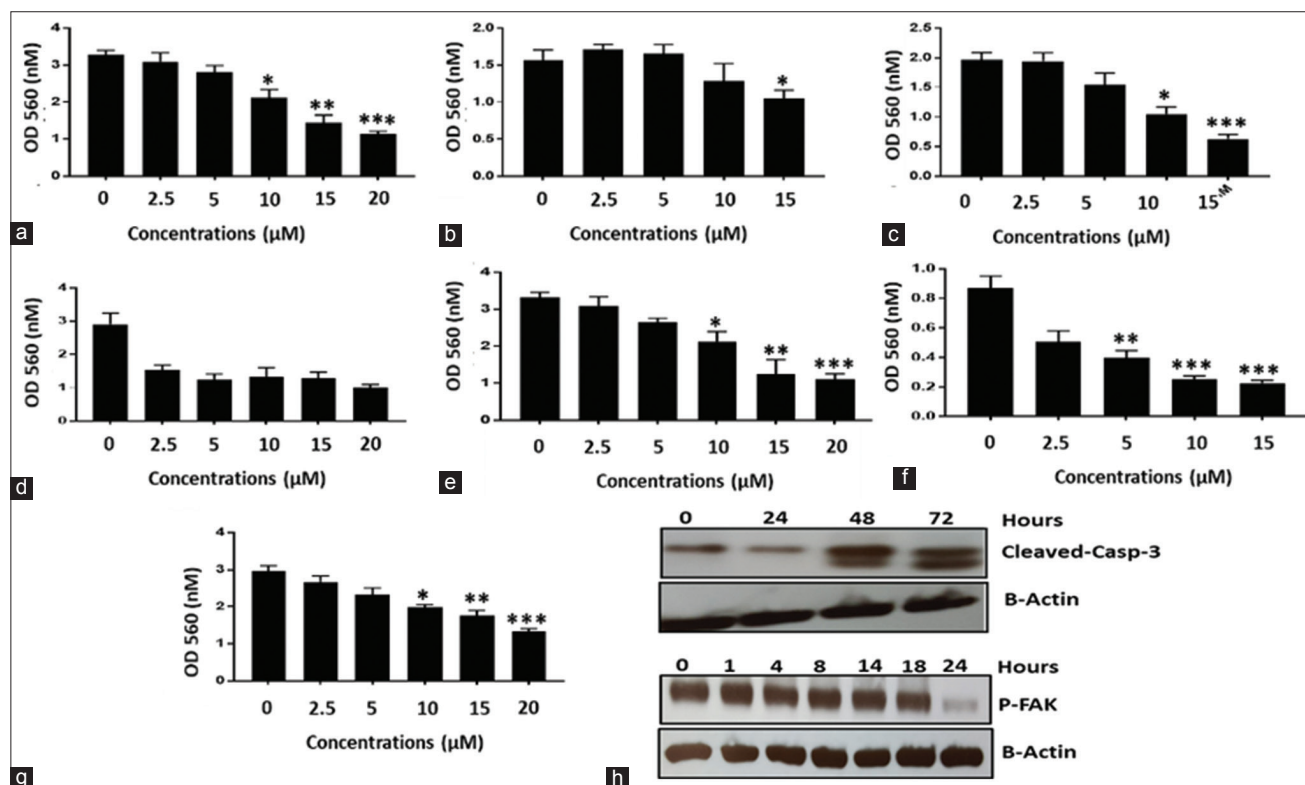 4
3
2
1
0
OD 560 (nM)
* ** ***
0 2.5 5 10 15 20
Concentrations (µM)
a
2.0
1.5
1.0
0.5
0.0
OD 560 (nM)
*
0 2.5 5 10 15
Concentrations (µM)
b
2.5
2.0
1.5
1.0
0.5
0.0
OD 560 (nM)
* ***
0 2.5 5 10 15 µM
Concentrations (µM)
c
4
3
2
1
0
OD 560 (nM)
0 2.5 5 10 15 20
Concentrations (µM)
d
4
3
2
1
0
OD 560 (nM)
* ** ***
0 2.5 5 10 15 20
Concentrations (µM)
e
1.0
0.8
0.6
0.4
0.2
0.0
OD 560 (nM)
** *** ***
0 2.5 5 10 15
Concentrations (µM)
f
4
3
2
1
0
OD 560 (nM)
* ** ***
0 2.5 5 10 15 20
Concentrations (µM)
g
0 24 48 72 Hours
Cleaved-Casp-3
B-Actin
0 1 4 8 14 18 24 Hours
P-FAK
B-Actin
h